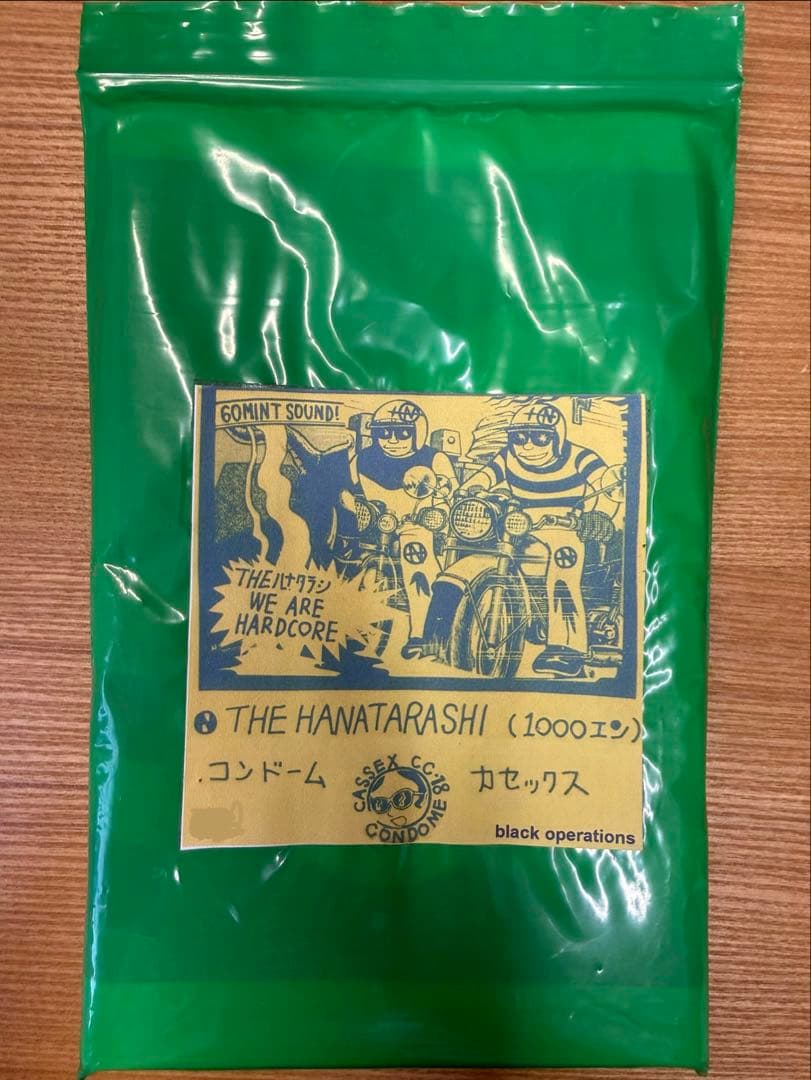 60MINT SOUND!
THEハナタラシ
WE ARE
HARDCORE
N THE HANATARASHI (1000エン)
.コンドーム
CASSEX CC-18
CONDOME
カセックス
black operations